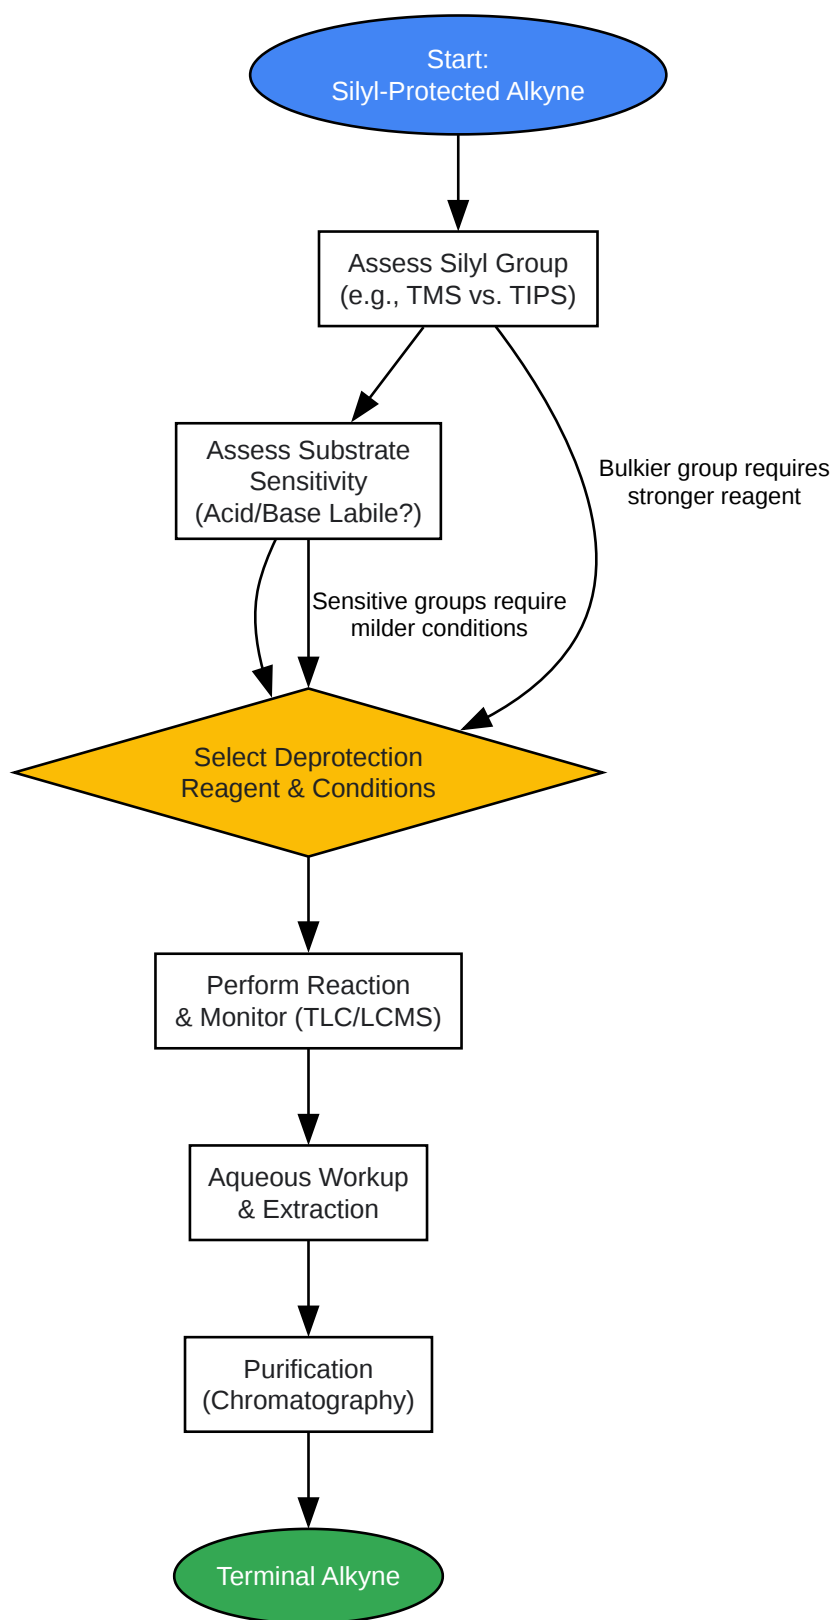 Start:
Silyl-Protected Alkyne
Assess Silyl Group
(e.g., TMS vs. TIPS)
Assess Substrate
Sensitivity
(Acid/Base Labile?)
Bulkier group requires
stronger reagent
Sensitive groups require
milder conditions
Select Deprotection
Reagent & Conditions
Perform Reaction
& Monitor (TLC/LCMS)
Aqueous Workup
& Extraction
Purification
(Chromatography)
Terminal Alkyne